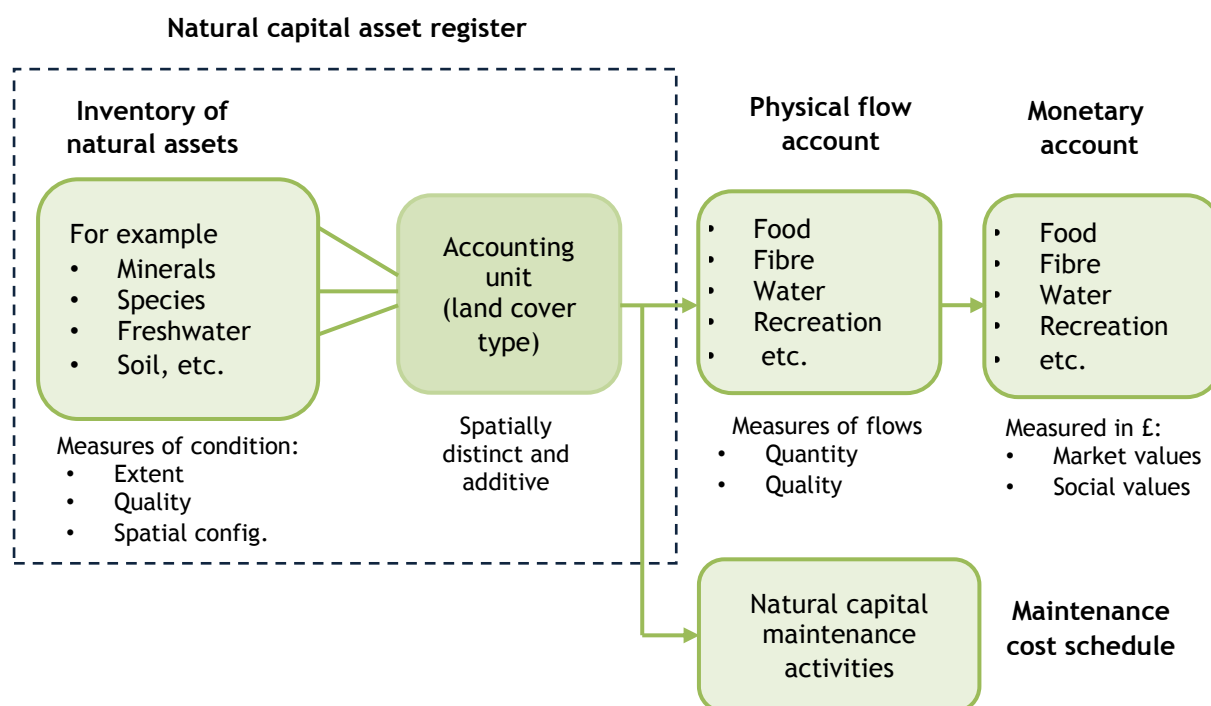 Natural capital asset register
Inventory of
natural assets
For example
• Minerals
• Species
• Freshwater
• Soil, etc.
Measures of condition:
• Extent
• Quality
• Spatial config.
Accounting
unit
(land cover
type)
Spatially
distinct and
additive
Physical flow
account
• Food
• Fibre
• Water
• Recreation
• etc.
Measures of flows
• Quantity
• Quality
Monetary
account
• Food
• Fibre
• Water
• Recreation
• etc.
Measured in £:
• Market values
• Social values
Natural capital
maintenance
activities
Maintenance
cost schedule